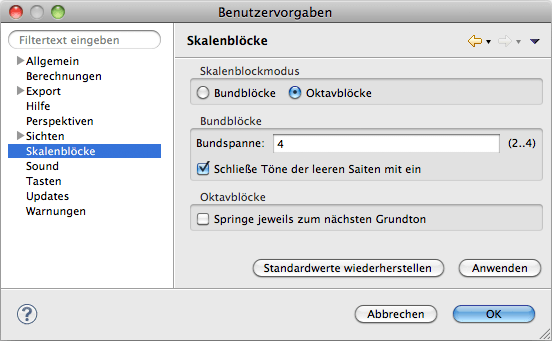 Benutzervorgaben
Filtertext eingeben
Allgemein
Berechnungen
Export
Hilfe
Perspektiven
Sichten
Skalenblöcke
Sound
Tasten
Updates
Warnungen
Skalenblöcke
Skalenblockmodus
Bundblöcke Oktavblöcke
Bundblöcke
Bundspanne: 4 (2..4)
Schließe Töne der leeren Saiten mit ein
Oktavblöcke
Springe jeweils zum nächsten Grundton
Standardwerte wiederherstellen Anwenden
? Abbrechen OK